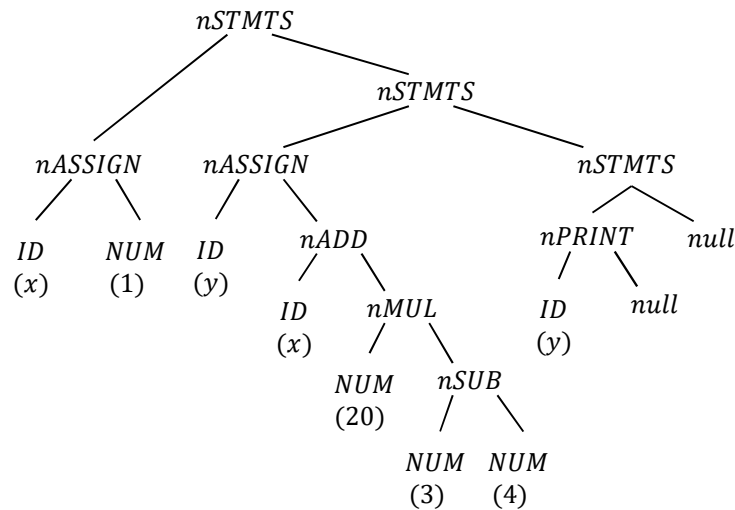 nSTMTS
nSTMTS
nASSIGN nASSIGN nSTMTS
nADD nPRINT null
ID NUM ID
(x) (1) (y)
ID nMUL ID null
(x) (y)
NUM nSUB
(20)
NUM NUM
(3) (4)